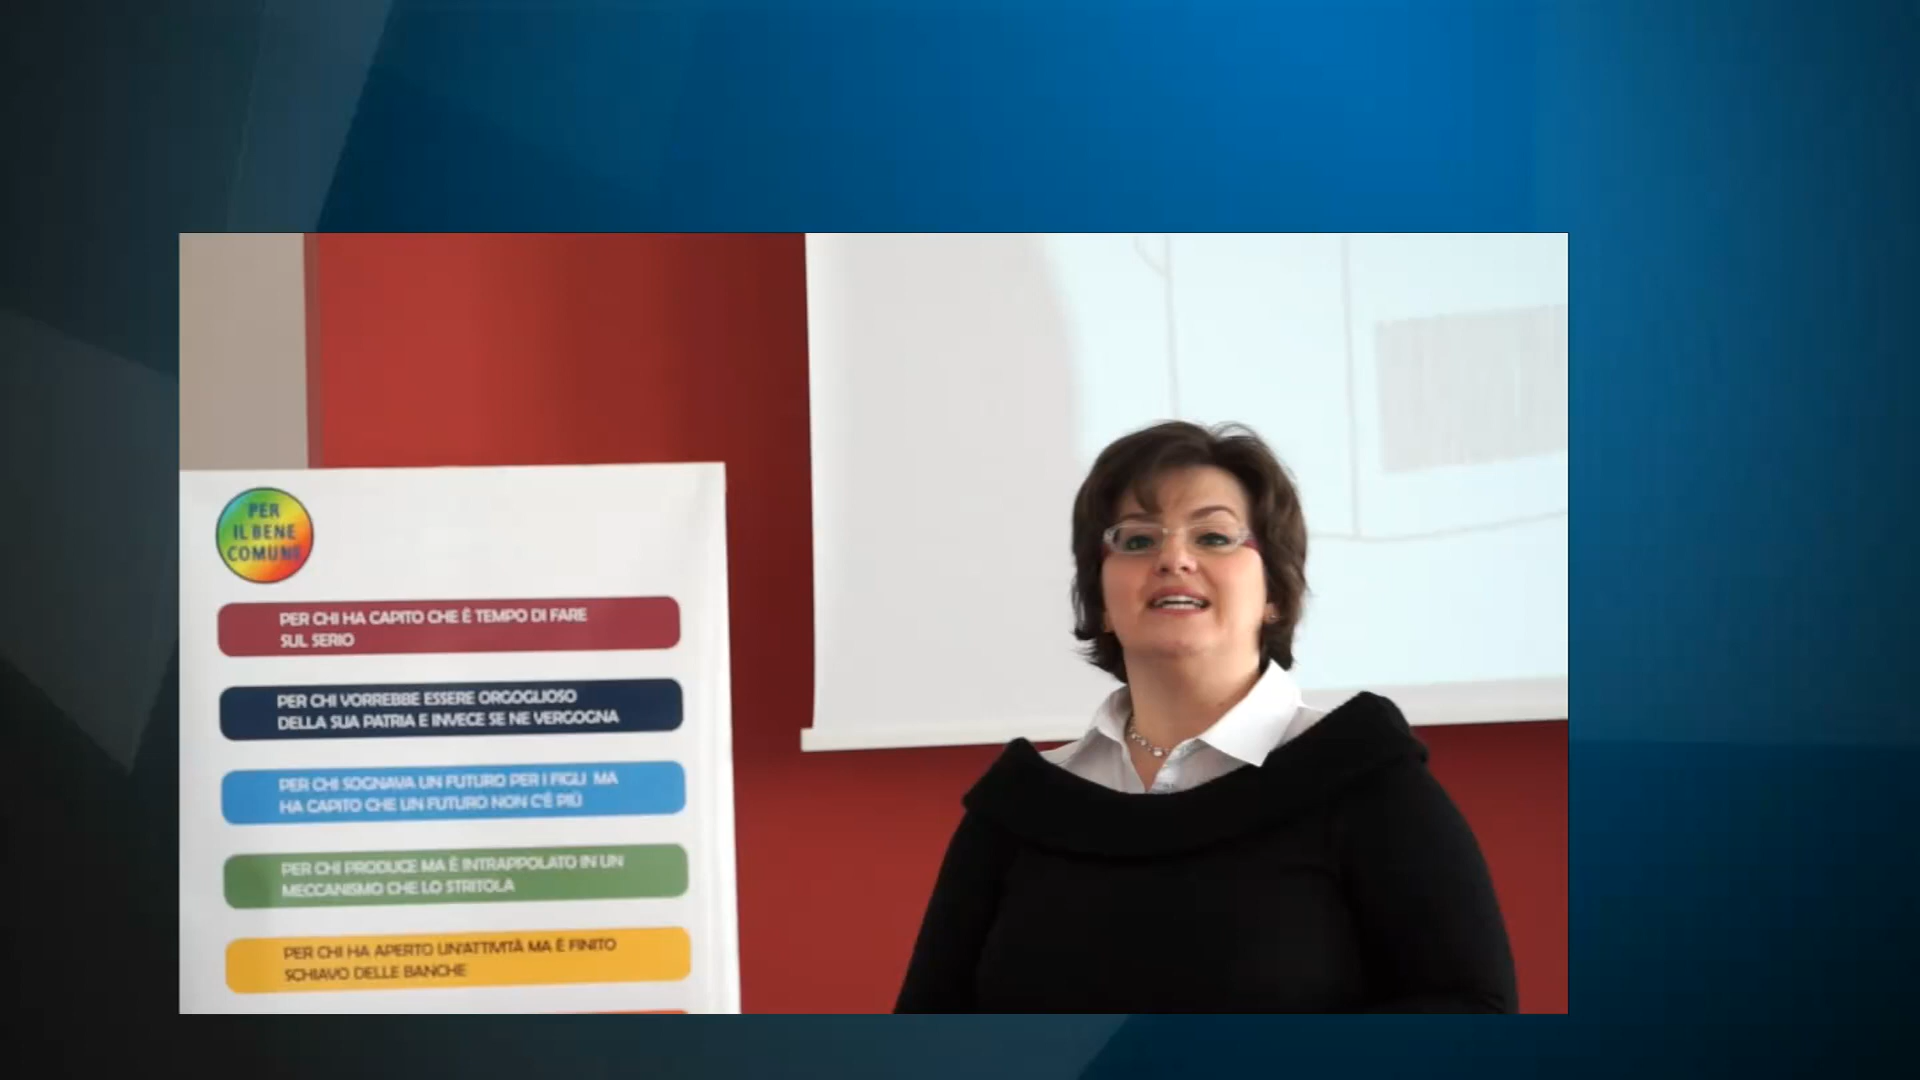 PER
IL BENE
COMUNE
PER CHI HA CAPITO CHE È TEMPO DI FARE
SUL SERIO
PER CHI VORREBBE ESSERE ORGOGLIOSO
DELLA SUA PATRIA E INVECE SE NE VERGOGNA
PER CHI SOGNAVA UN FUTURO PER I FIGLI MA
HA CAPITO CHE UN FUTURO NON C'È PIÙ
PER CHI PRODUCE MA È INTRAPPOLATO IN UN
MECCANISMO CHE LO STRITOLA
PER CHI HA APERTO UN'ATTIVITÀ MA È FINITO
SCHIAVO DELLE BANCHE